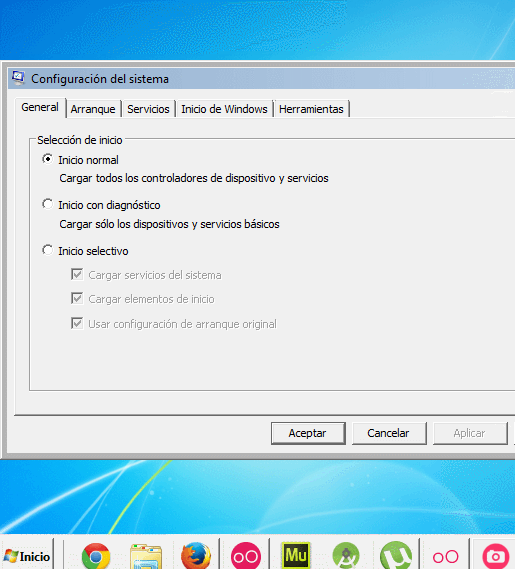 Configuración del sistema
General Arranque Servicios Inicio de Windows Herramientas
Selección de inicio
Inicio normal
Cargar todos los controladores de dispositivo y servicios
Inicio con diagnóstico
Cargar sólo los dispositivos y servicios básicos
Inicio selectivo
Cargar servicios del sistema
Cargar elementos de inicio
Usar configuración de arranque original
Aceptar Cancelar Aplicar
Inicio Mu